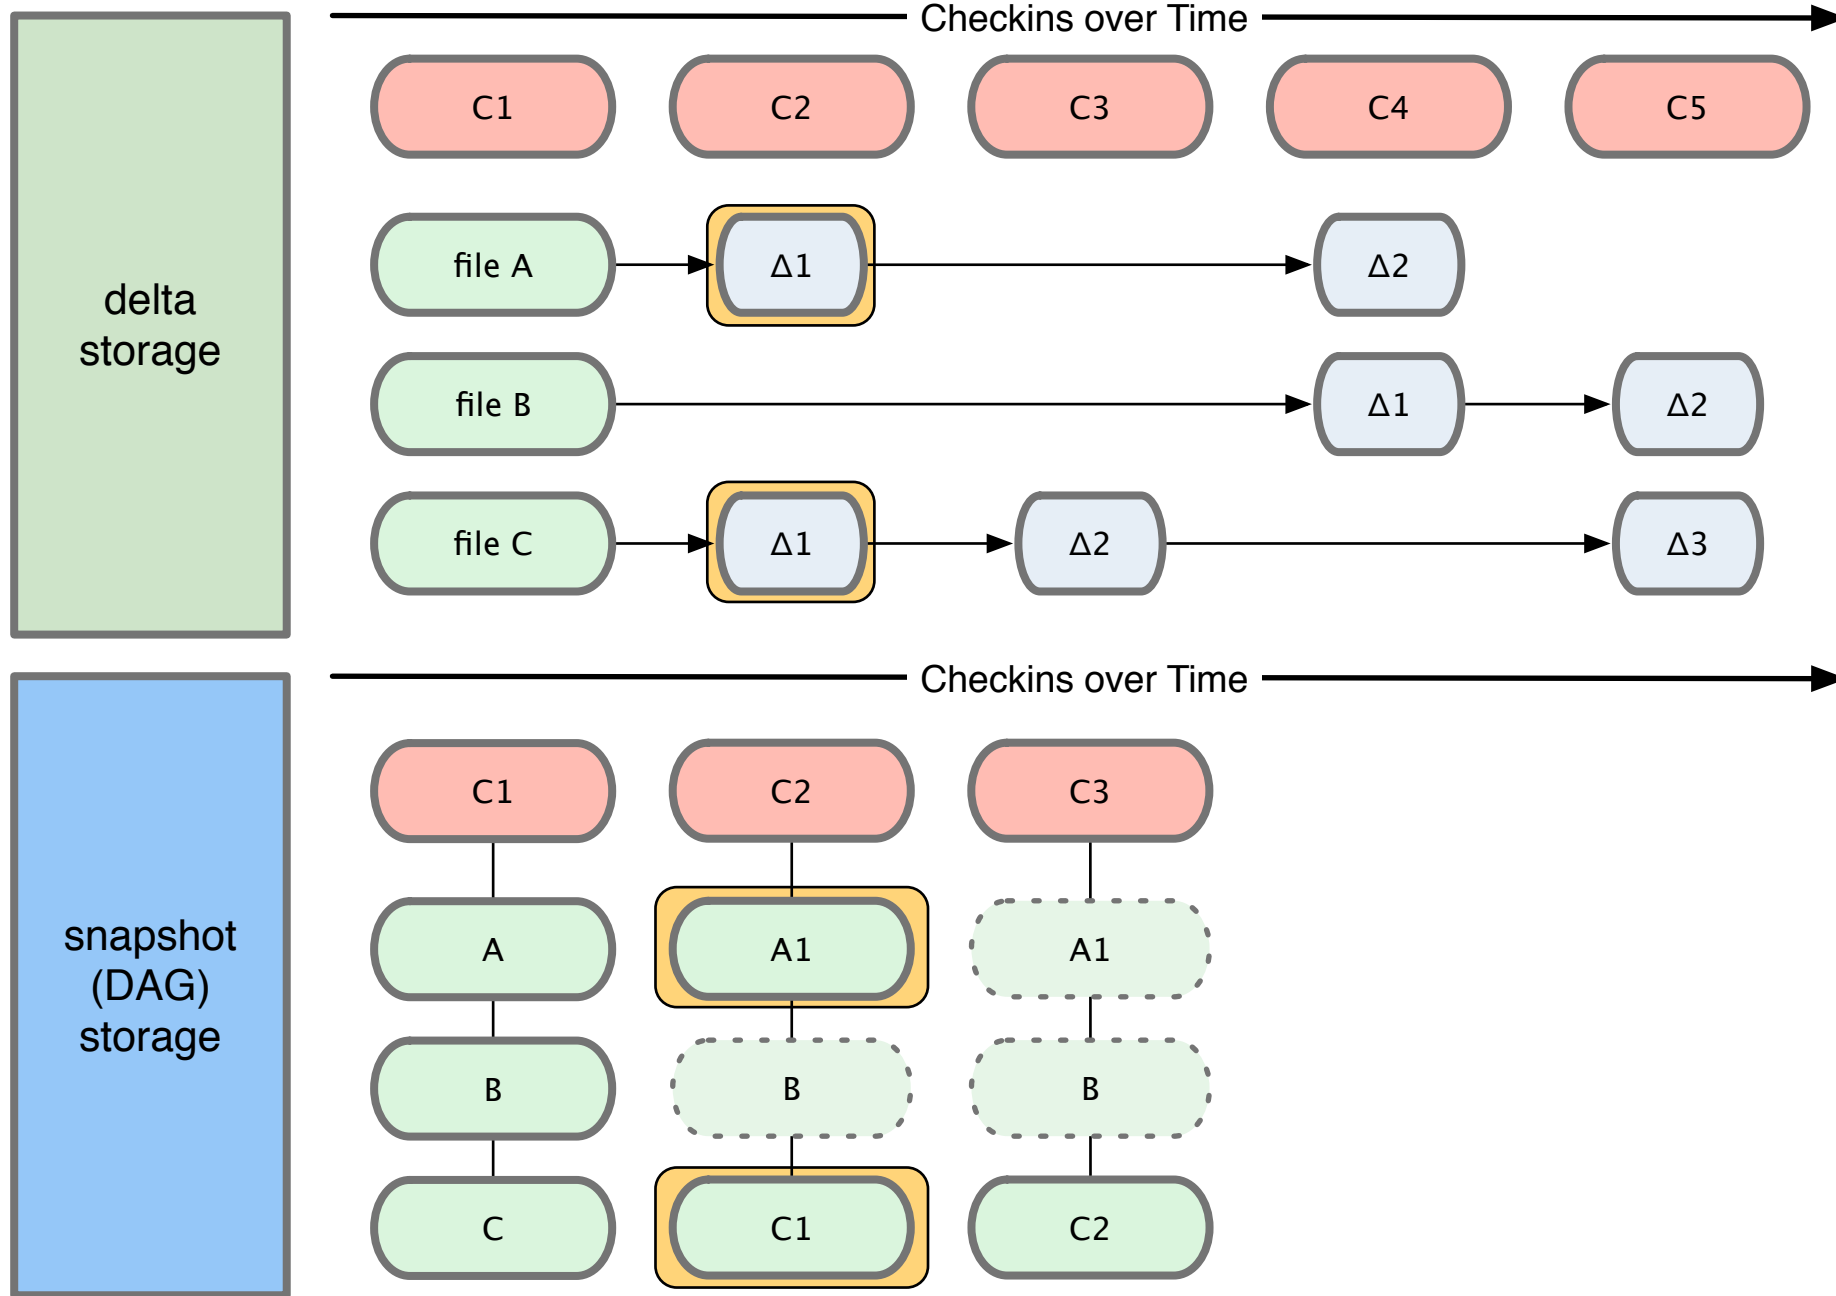 Checkins over Time
C1 C2 C3 C4 C5
delta
storage
file A Δ1 Δ2
file B Δ1 Δ2
file C Δ1 Δ2 Δ3
Checkins over Time
C1 C2 C3
snapshot
(DAG)
storage
A A1 A1
B B B
C C1 C2